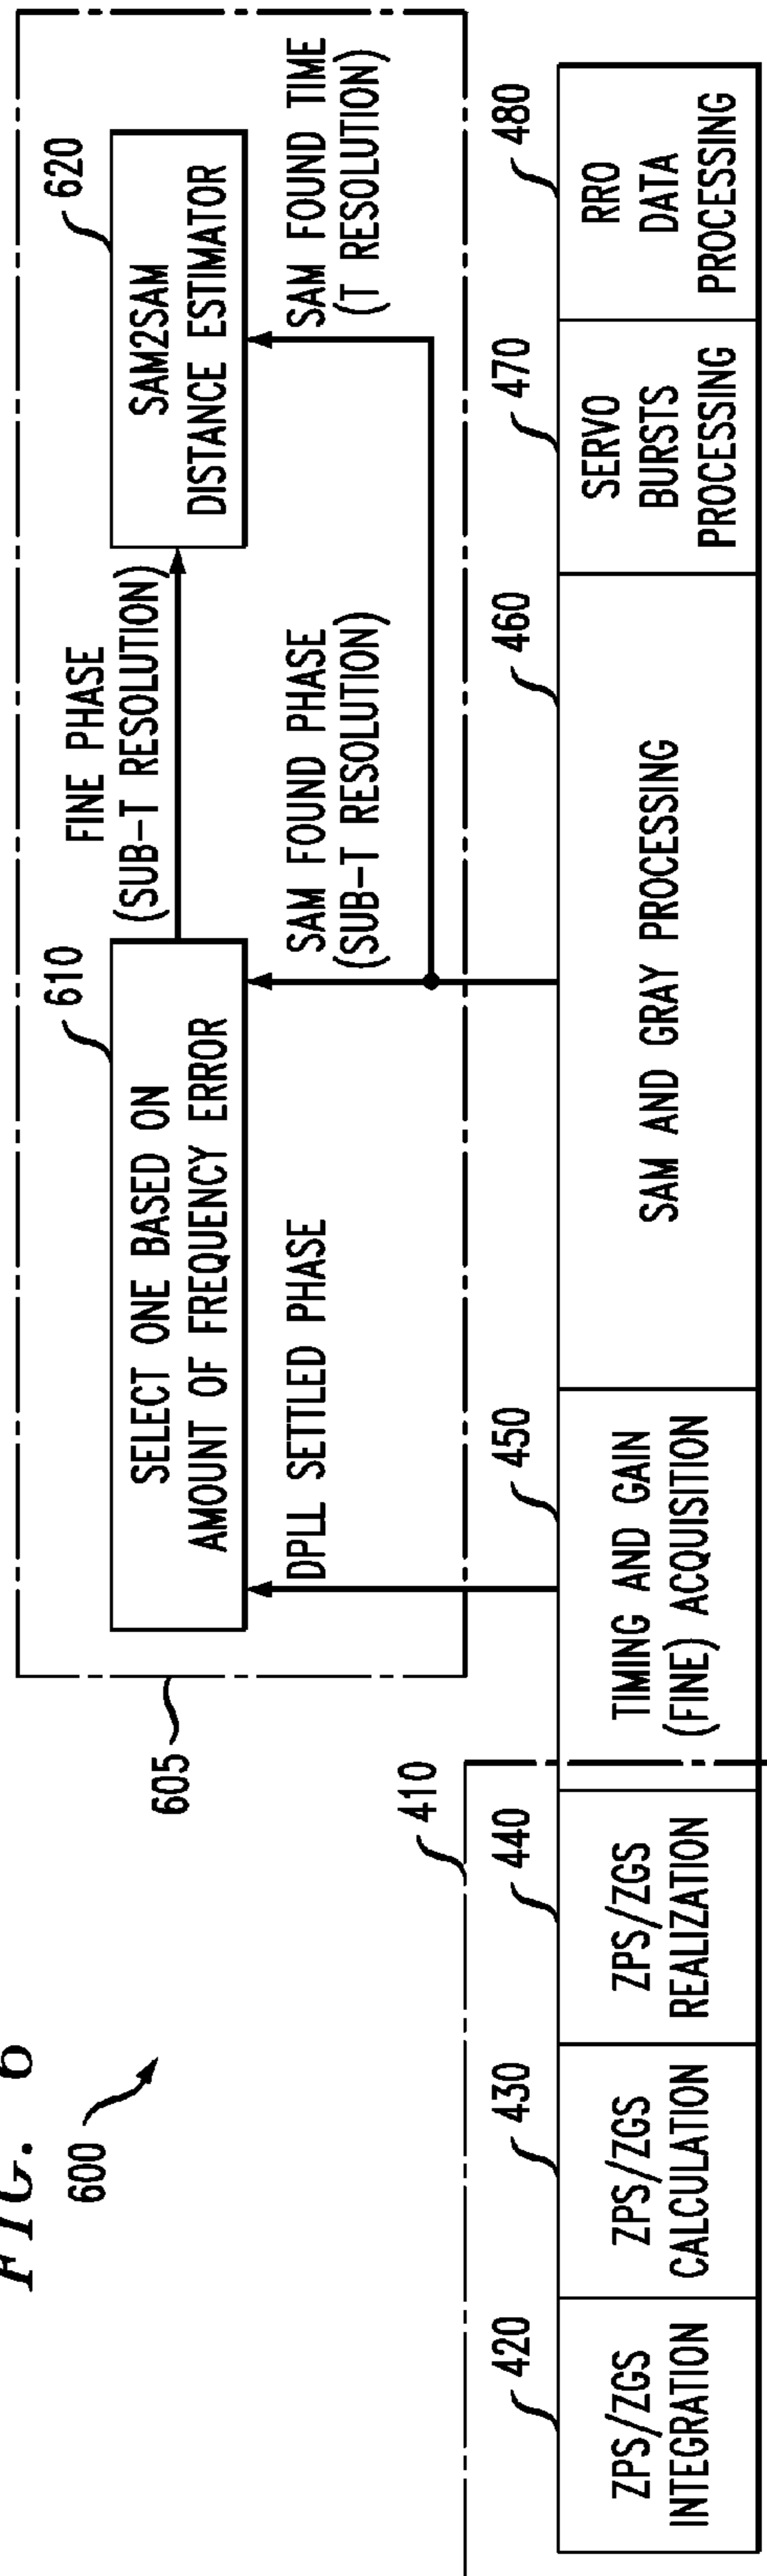 FIG. 6
600
605
610
SELECT ONE BASED ON
AMOUNT OF FREQUENCY ERROR
FINE PHASE
(SUB-T RESOLUTION)
620
SAM2SAM
DISTANCE ESTIMATOR
DPLL SETTLED PHASE
SAM FOUND PHASE
(SUB-T RESOLUTION)
SAM FOUND TIME
(T RESOLUTION)
410
420
ZPS/ZGS
INTEGRATION
430
ZPS/ZGS
CALCULATION
440
ZPS/ZGS
REALIZATION
450
TIMING AND GAIN
(FINE) ACQUISITION
460
SAM AND GRAY PROCESSING
470
SERVO
BURSTS
PROCESSING
480
RRO
DATA
PROCESSING